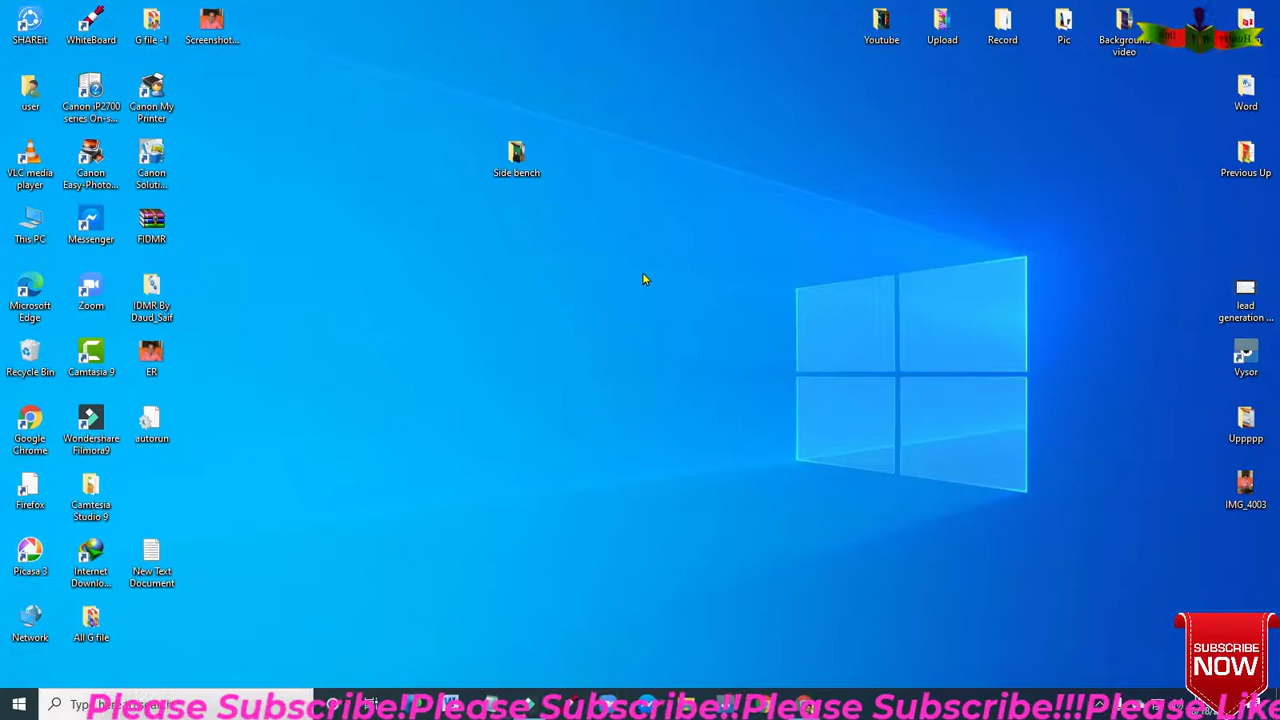 SHAREit
WhiteBoard
G file -1
Screenshot...
Youtube
Upload
Record
Pic
Background
video
user
Canon iP2700
series On-s...
Canon My
Printer
Word
VLC media
player
Canon
Easy-Photo...
Canon
Soluti...
Side bench
Previous Up
This PC
Messenger
FIDMR
Microsoft
Edge
Zoom
IDMR By
Daud_Saif
lead
generation ...
Recycle Bin
Camtasia 9
ER
Vysor
Google
Chrome
Wondershare
Filmora9
autorun
Uppppp
Firefox
Camtesia
Studio 9
IMG_4003
Picasa 3
Internet
Downlo...
New Text
Document
Network
All G file
SUBSCRIBE
NOW
Please Subscribe!Please Subscribe!!Please Subscribe!!!Please Like